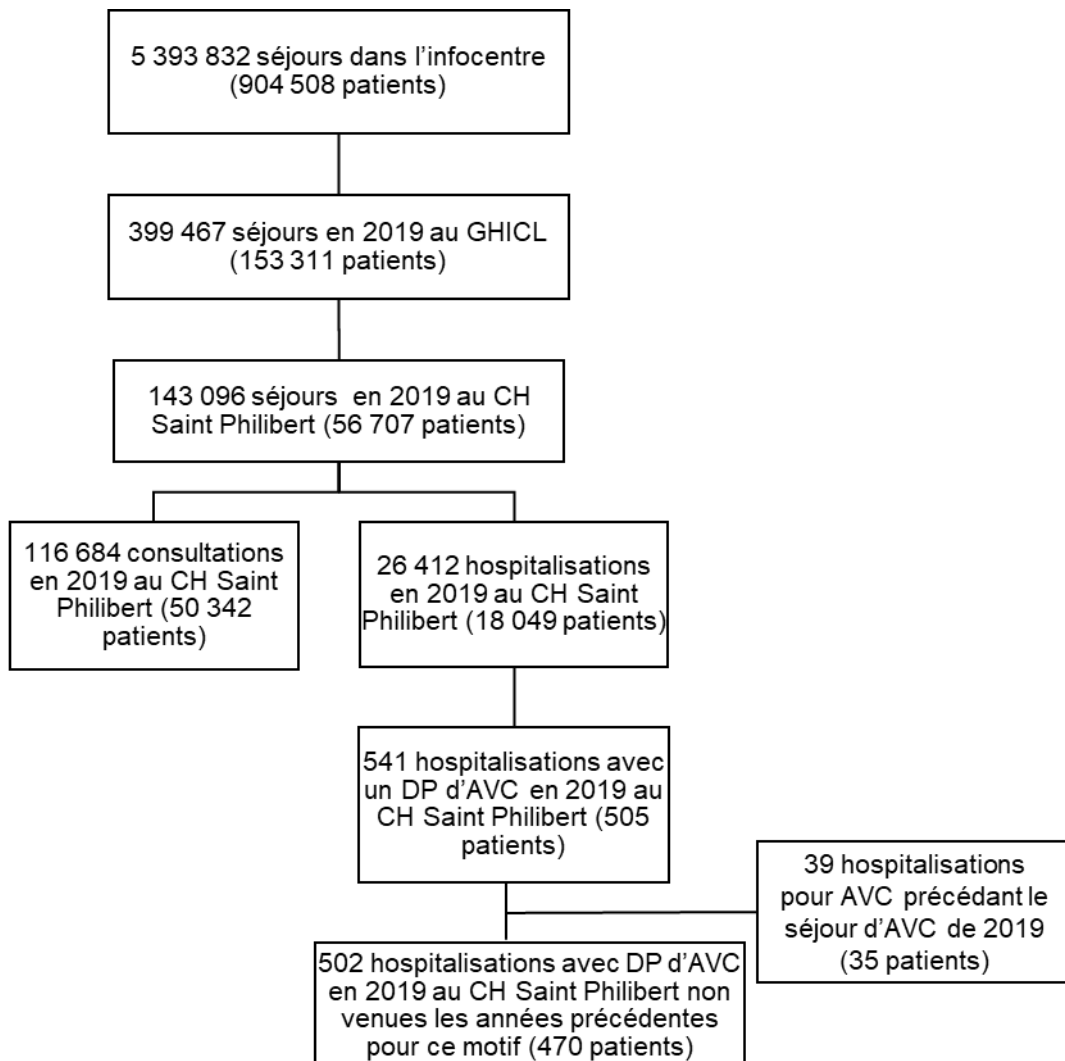 5 393 832 séjours dans l’infocentre
(904 508 patients)
399 467 séjours en 2019 au GHICL
(153 311 patients)
143 096 séjours en 2019 au CH
Saint Philibert (56 707 patients)
116 684 consultations
en 2019 au CH Saint
Philibert (50 342
patients)
26 412 hospitalisations
en 2019 au CH Saint
Philibert (18 049 patients)
541 hospitalisations avec
un DP d’AVC en 2019 au
CH Saint Philibert (505
patients)
39 hospitalisations
pour AVC précédant le
séjour d’AVC de 2019
(35 patients)
502 hospitalisations avec DP d’AVC
en 2019 au CH Saint Philibert non
venues les années précédentes
pour ce motif (470 patients)